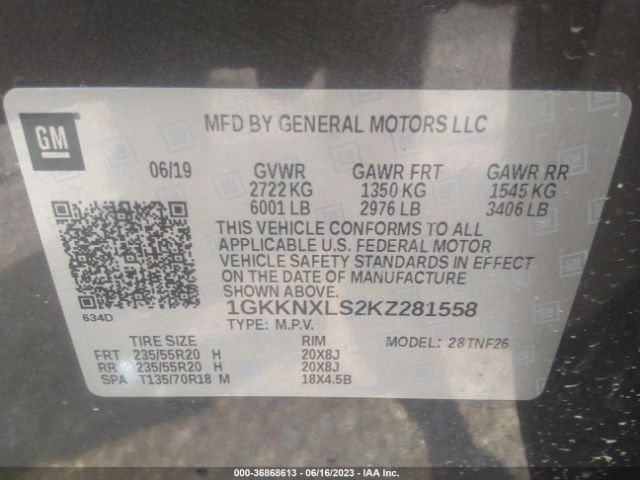 GM
MFD BY GENERAL MOTORS LLC
06/19 GVWR GAWR FRT GAWR RR
2722 KG 1350 KG 1545 KG
6001 LB 2976 LB 3406 LB
THIS VEHICLE CONFORMS TO ALL
APPLICABLE U.S. FEDERAL MOTOR
VEHICLE SAFETY STANDARDS IN EFFECT
ON THE DATE OF MANUFACTURE
SHOWN ABOVE.
634D 1GKKNXLS2KZ281558
TYPE: M.P.V.
TIRE SIZE RIM MODEL: 28TNF26
FRT 235/55R20 H 20X8J
RR 235/55R20 H 20X8J
SPA T135/70R18 M 18X4.5B
000-36868613 - 06/16/2023 - IAA Inc.